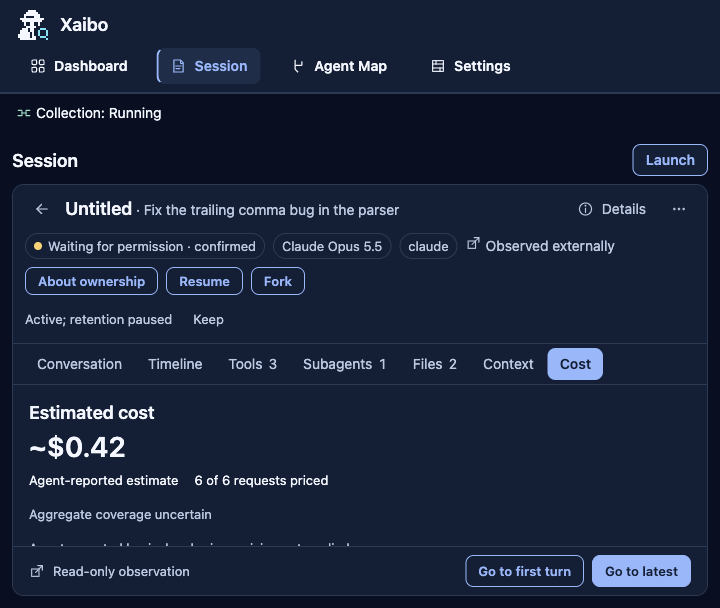 Xaibo
Dashboard Session Agent Map Settings
Collection: Running
Session Launch
Untitled · Fix the trailing comma bug in the parser Details ···
Waiting for permission · confirmed Claude Opus 5.5 claude Observed externally
About ownership Resume Fork
Active; retention paused Keep
Conversation Timeline Tools 3 Subagents 1 Files 2 Context Cost
Estimated cost
~$0.42
Agent-reported estimate 6 of 6 requests priced
Aggregate coverage uncertain
Read-only observation Go to first turn Go to latest